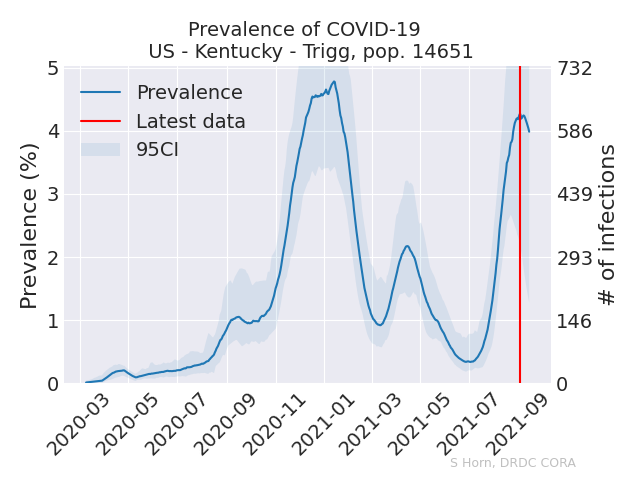 Prevalence of COVID-19
US - Kentucky - Trigg, pop. 14651
Prevalence (%)
5
4
3
2
1
0
Prevalence
Latest data
95CI
732
586
439
293
146
0
# of infections
2020-03
2020-05
2020-07
2020-09
2020-11
2021-01
2021-03
2021-05
2021-07
2021-09
S Horn, DRDC CORA